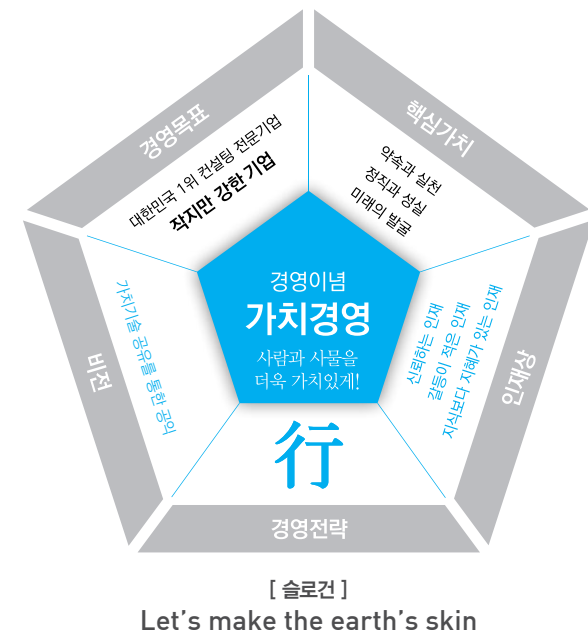 경영목표
대한민국 1위 컨설팅 전문기업
작지만 강한 기업
핵심가치
약속과 실천
정직과 성실
미래의 발굴
경영이념
가치경영
사람과 사물을
더욱 가치있게!
비전
가치기술 공유를 통한 공익
인재상
신뢰하는 인재
갈등이 적은 인재
지식보다 지혜가 있는 인재
行
경영전략
[ 슬로건 ]
Let's make the earth's skin